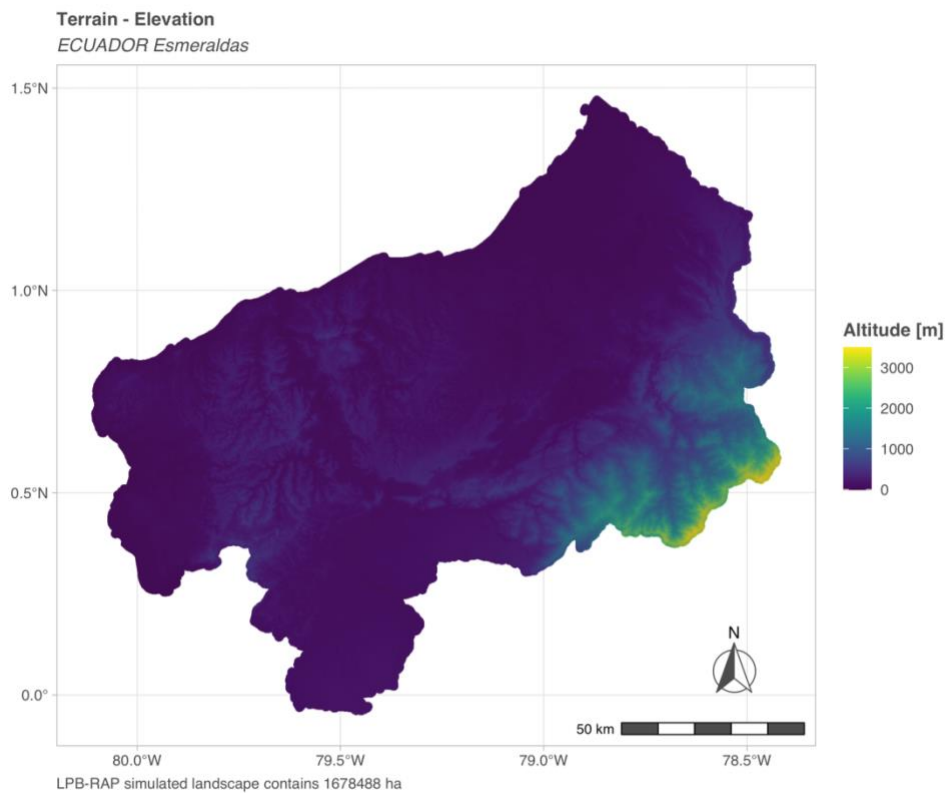 Terrain - Elevation
ECUADOR Esmeraldas
1.5°N
1.0°N
0.5°N
0.0°
80.0°W
79.5°W
79.0°W
78.5°W
Altitude [m]
3000
2000
1000
0
N
50 km
LPB-RAP simulated landscape contains 1678488 ha